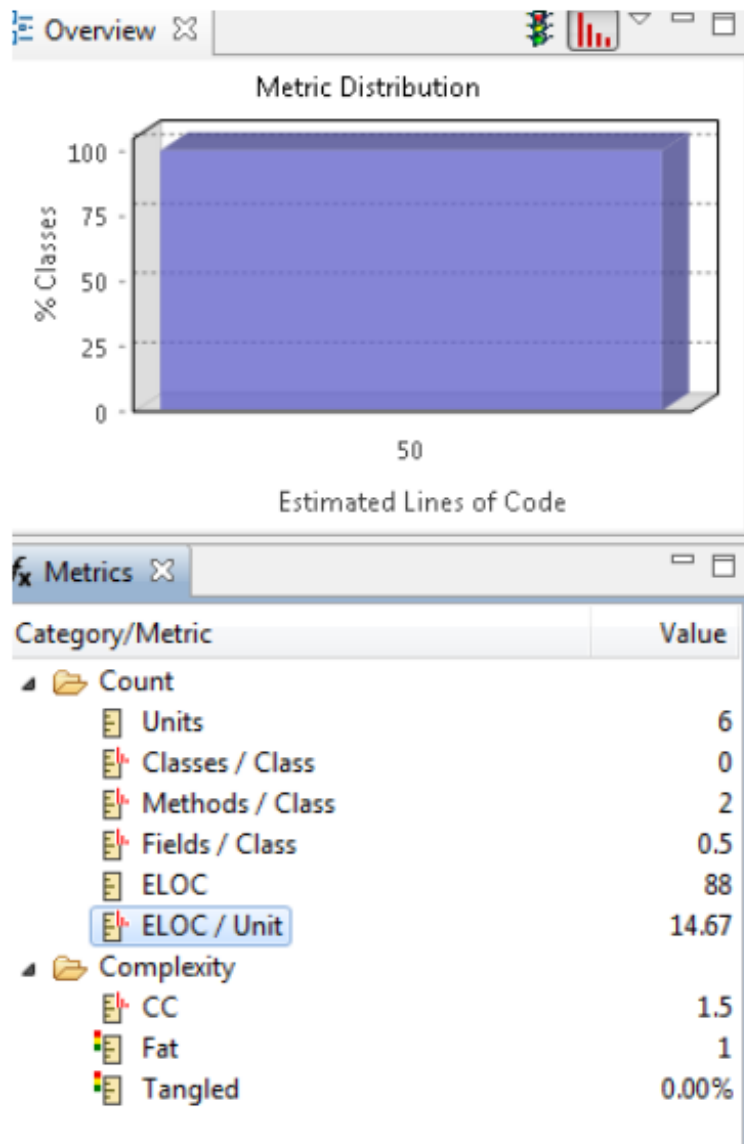 Overview
Metric Distribution
% Classes
100
75
50
25
0
50
Estimated Lines of Code
fx Metrics
Category/Metric Value
Count
Units 6
Classes / Class 0
Methods / Class 2
Fields / Class 0.5
ELOC 88
ELOC / Unit 14.67
Complexity
CC 1.5
Fat 1
Tangled 0.00%